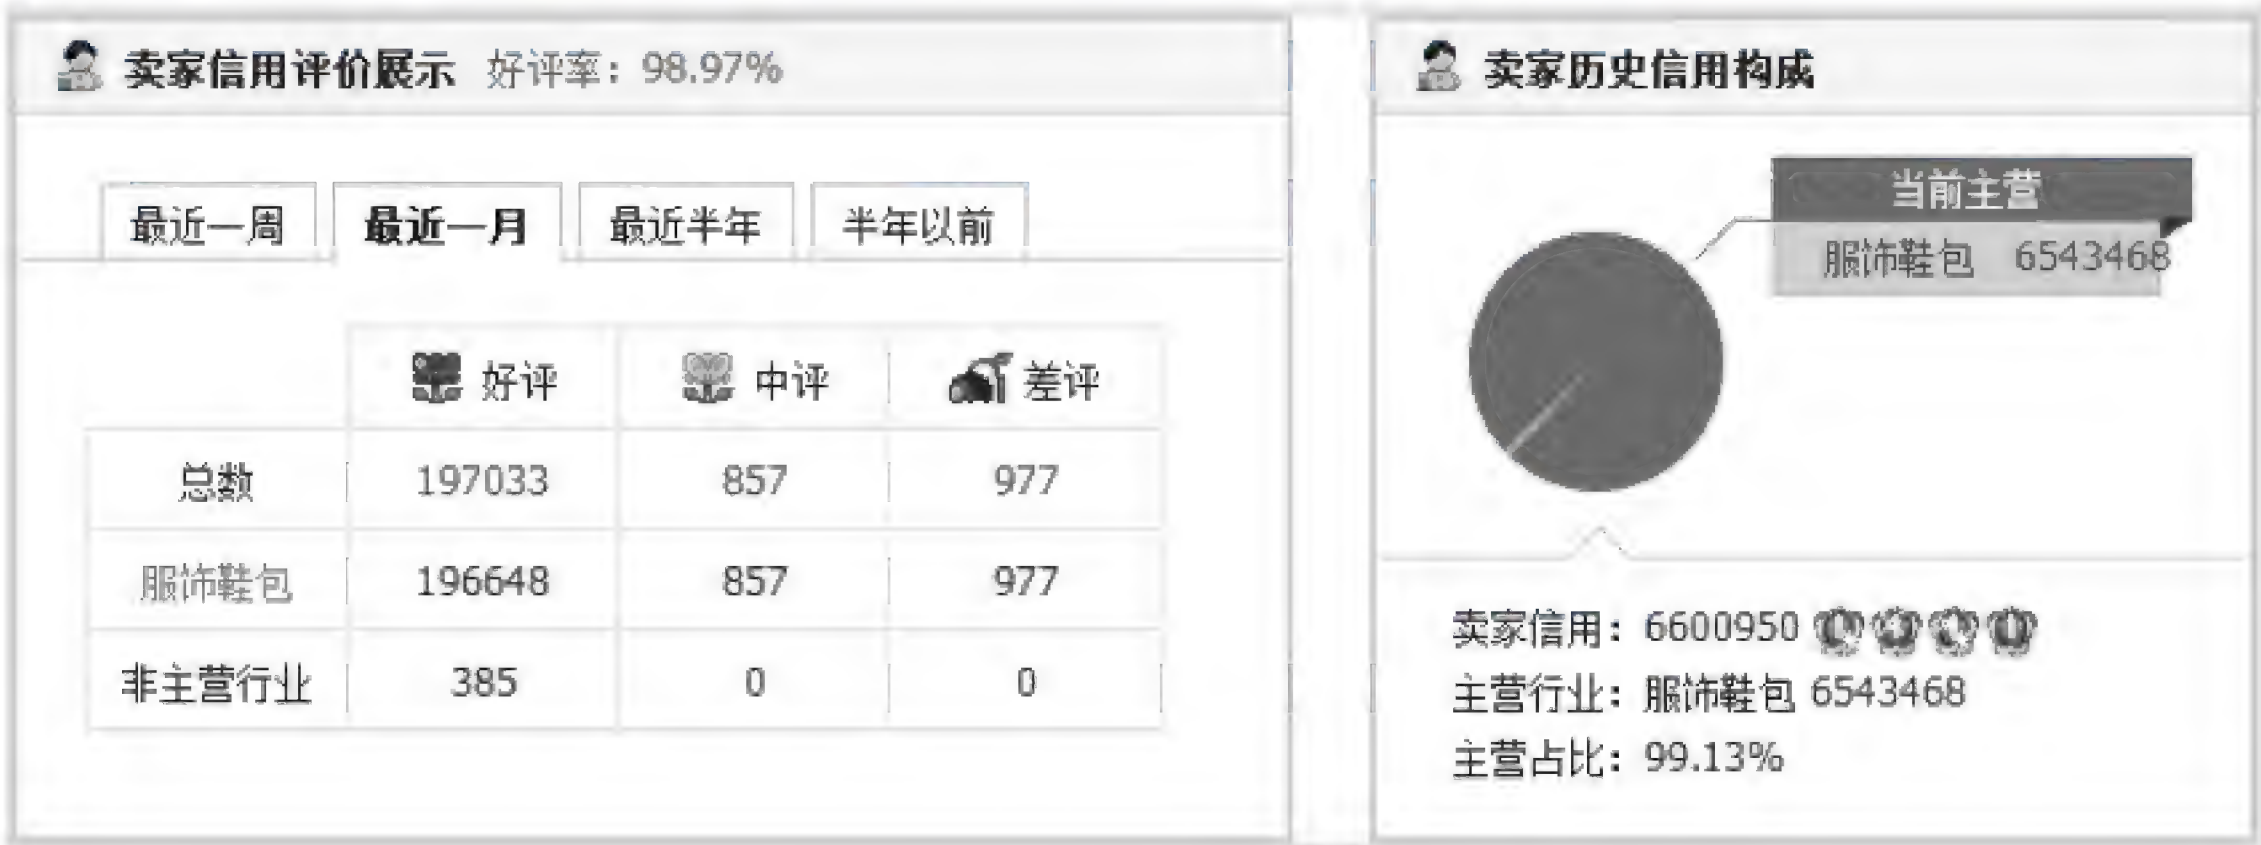 卖家信用评价展示 好评率：98.97%
最近一周 最近一月 最近半年 半年以前
好评 中评 差评
总数 197033 857 977
服饰鞋包 196648 857 977
非主营行业 385 0 0
卖家历史信用构成
当前主营
服饰鞋包 6543468
卖家信用：6600950
主营行业：服饰鞋包 6543468
主营占比：99.13%